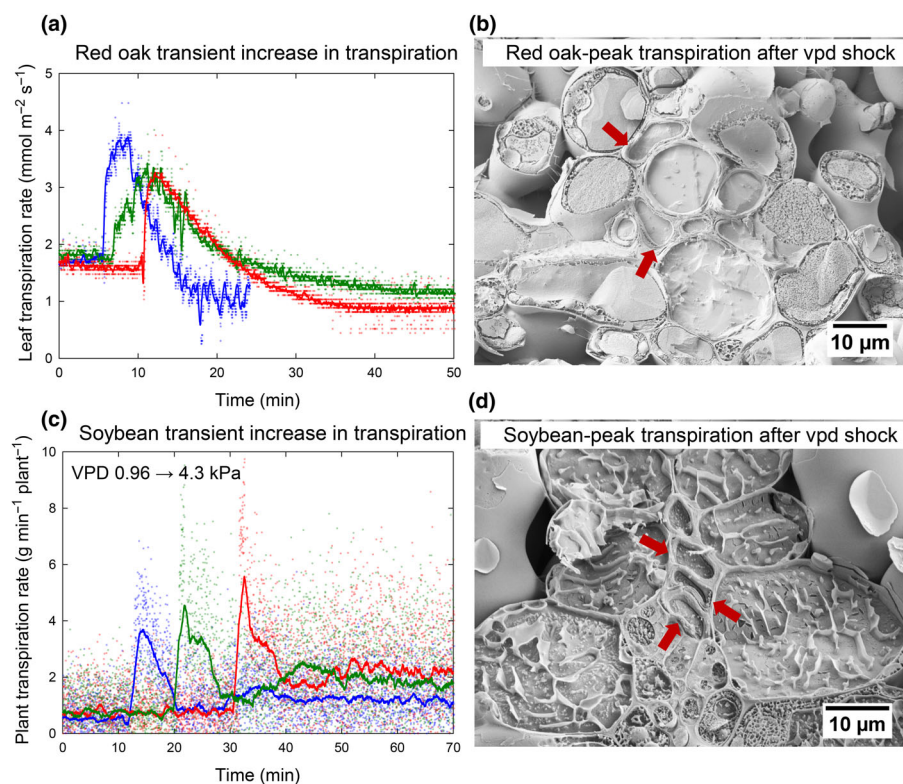 (a)
Red oak transient increase in transpiration
Leaf transpiration rate (mmol m⁻² s⁻¹)
5
4
3
2
1
0
0 10 20 30 40 50
Time (min)
(b)
Red oak-peak transpiration after vpd shock
10 µm
(c)
Soybean transient increase in transpiration
VPD 0.96 → 4.3 kPa
Plant transpiration rate (g min⁻¹ plant⁻¹)
10
8
6
4
2
0
0 10 20 30 40 50 60 70
Time (min)
(d)
Soybean-peak transpiration after vpd shock
10 µm